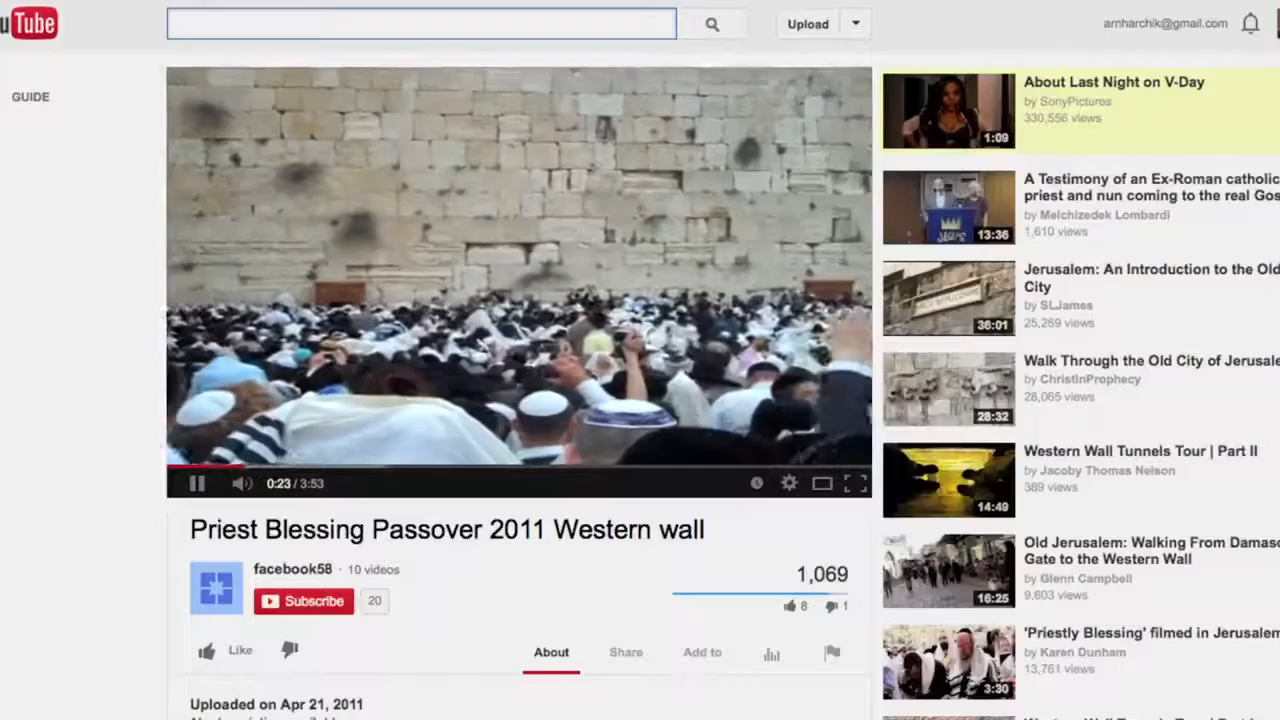 uTube
Upload
arnharchik@gmail.com
GUIDE
0:23 / 3:53
Priest Blessing Passover 2011 Western wall
facebook58 · 10 videos
Subscribe
20
1,069
8
1
Like
About
Share
Add to
Uploaded on Apr 21, 2011
1:09
About Last Night on V-Day
by SonyPictures
330,556 views
13:36
A Testimony of an Ex-Roman catholic
priest and nun coming to the real Gos
by Melchizedek Lombardi
1,610 views
36:01
Jerusalem: An Introduction to the Old
City
by SLJames
25,269 views
28:32
Walk Through the Old City of Jerusale
by ChristInProphecy
28,065 views
14:49
Western Wall Tunnels Tour | Part II
by Jacoby Thomas Nelson
389 views
16:25
Old Jerusalem: Walking From Damasc
Gate to the Western Wall
by Glenn Campbell
9,603 views
3:30
'Priestly Blessing' filmed in Jerusalem
by Karen Dunham
13,761 views